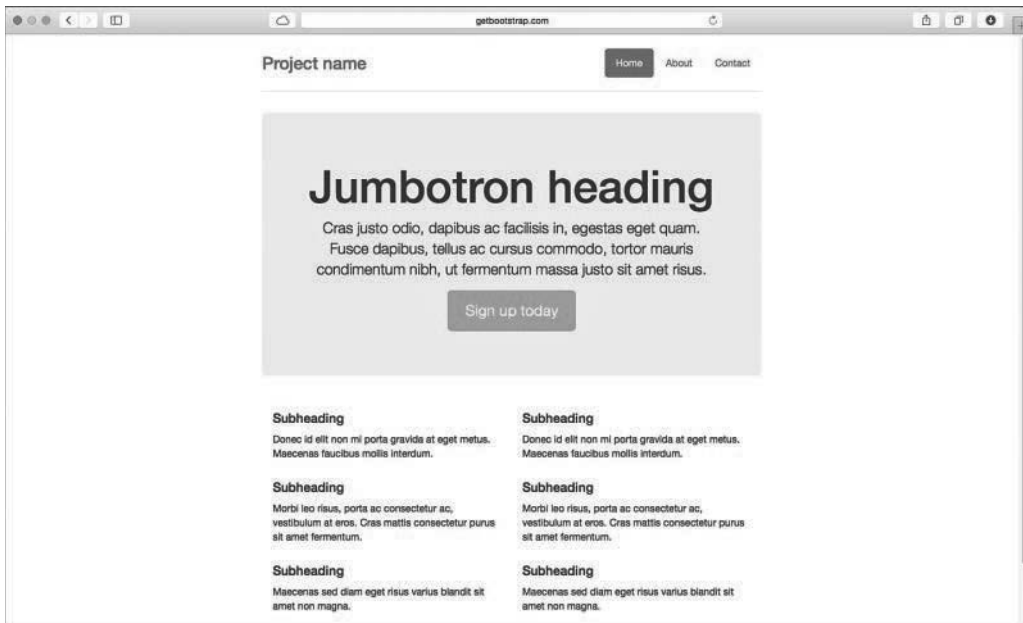 getbootstrap.com
Project name
Home
About
Contact
Jumbotron heading
Cras justo odio, dapibus ac facilisis in, egestas eget quam.
Fusce dapibus, tellus ac cursus commodo, tortor mauris
condimentum nibh, ut fermentum massa justo sit amet risus.
Sign up today
Subheading
Donec id elit non mi porta gravida at eget metus.
Maecenas faucibus mollis interdum.
Subheading
Donec id elit non mi porta gravida at eget metus.
Maecenas faucibus mollis interdum.
Subheading
Morbi leo risus, porta ac consectetur ac,
vestibulum at eros. Cras mattis consectetur purus
sit amet fermentum.
Subheading
Morbi leo risus, porta ac consectetur ac,
vestibulum at eros. Cras mattis consectetur purus
sit amet fermentum.
Subheading
Maecenas sed diam eget risus varius blandit sit
amet non magna.
Subheading
Maecenas sed diam eget risus varius blandit sit
amet non magna.